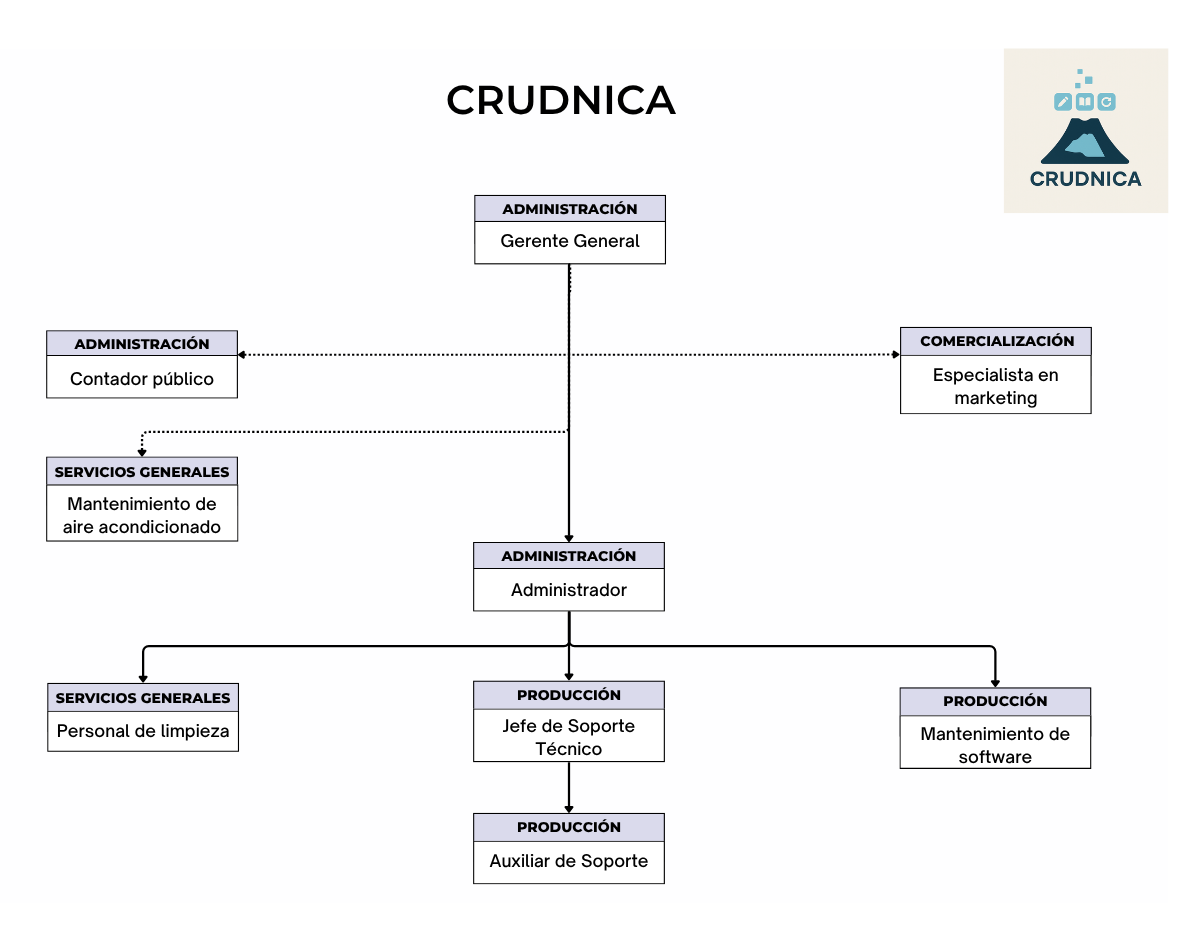 CRUDNICA
CRUDNICA
ADMINISTRACIÓN
Gerente General
ADMINISTRACIÓN
Contador público
COMERCIALIZACIÓN
Especialista en
marketing
SERVICIOS GENERALES
Mantenimiento de
aire acondicionado
ADMINISTRACIÓN
Administrador
SERVICIOS GENERALES
Personal de limpieza
PRODUCCIÓN
Jefe de Soporte
Técnico
PRODUCCIÓN
Mantenimiento de
software
PRODUCCIÓN
Auxiliar de Soporte